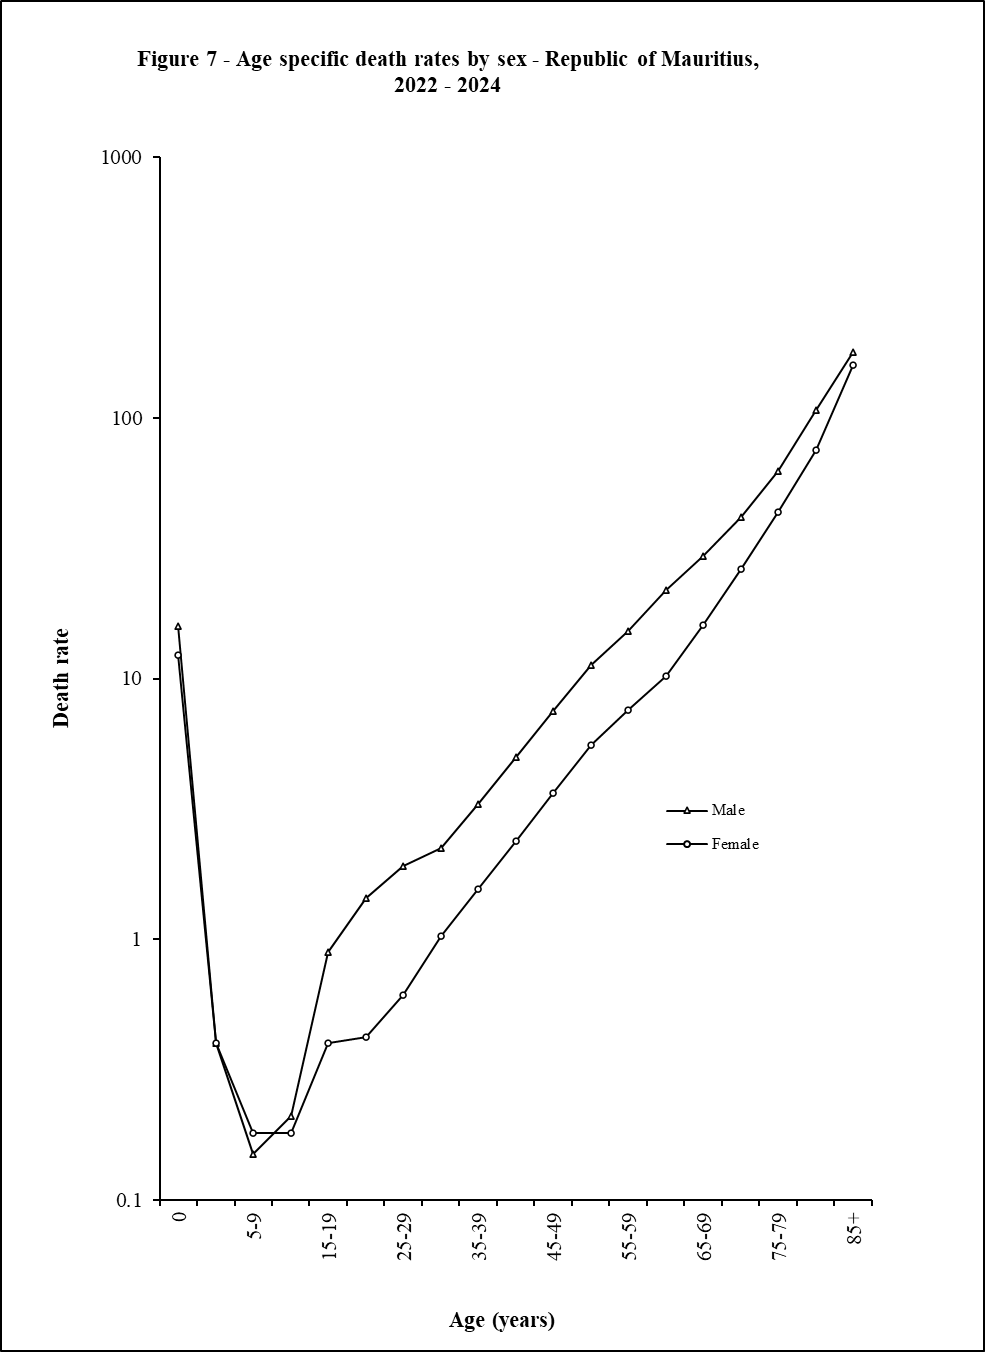 Figure 7 - Age specific death rates by sex - Republic of Mauritius,
2022 - 2024
1000
100
10
1
0.1
Death rate
Male
Female
0
5-9
15-19
25-29
35-39
45-49
55-59
65-69
75-79
85+
Age (years)